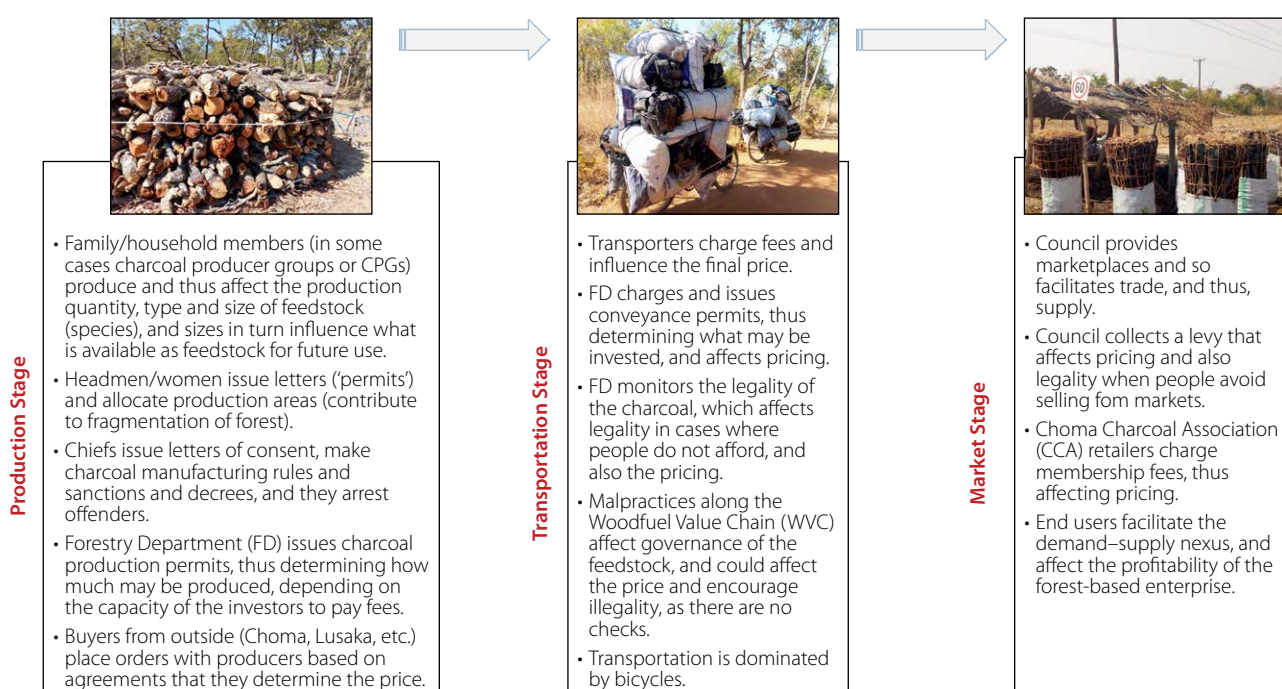 60
Production Stage
• Family/household members (in some
cases charcoal producer groups or CPGs)
produce and thus affect the production
quantity, type and size of feedstock
(species), and sizes in turn influence what
is available as feedstock for future use.
• Headmen/women issue letters (‘permits’)
and allocate production areas (contribute
to fragmentation of forest).
• Chiefs issue letters of consent, make
charcoal manufacturing rules and
sanctions and decrees, and they arrest
offenders.
• Forestry Department (FD) issues charcoal
production permits, thus determining how
much may be produced, depending on
the capacity of the investors to pay fees.
• Buyers from outside (Choma, Lusaka, etc.)
place orders with producers based on
agreements that they determine the price.
Transportation Stage
• Transporters charge fees and
influence the final price.
• FD charges and issues
conveyance permits, thus
determining what may be
invested, and affects pricing.
• FD monitors the legality of
the charcoal, which affects
legality in cases where
people do not afford, and
also the pricing.
• Malpractices along the
Woodfuel Value Chain (WVC)
affect governance of the
feedstock, and could affect
the price and encourage
illegality, as there are no
checks.
• Transportation is dominated
by bicycles.
Market Stage
• Council provides
marketplaces and so
facilitates trade, and thus,
supply.
• Council collects a levy that
affects pricing and also
legality when people avoid
selling fom markets.
• Choma Charcoal Association
(CCA) retailers charge
membership fees, thus
affecting pricing.
• End users facilitate the
demand–supply nexus, and
affect the profitability of the
forest-based enterprise.